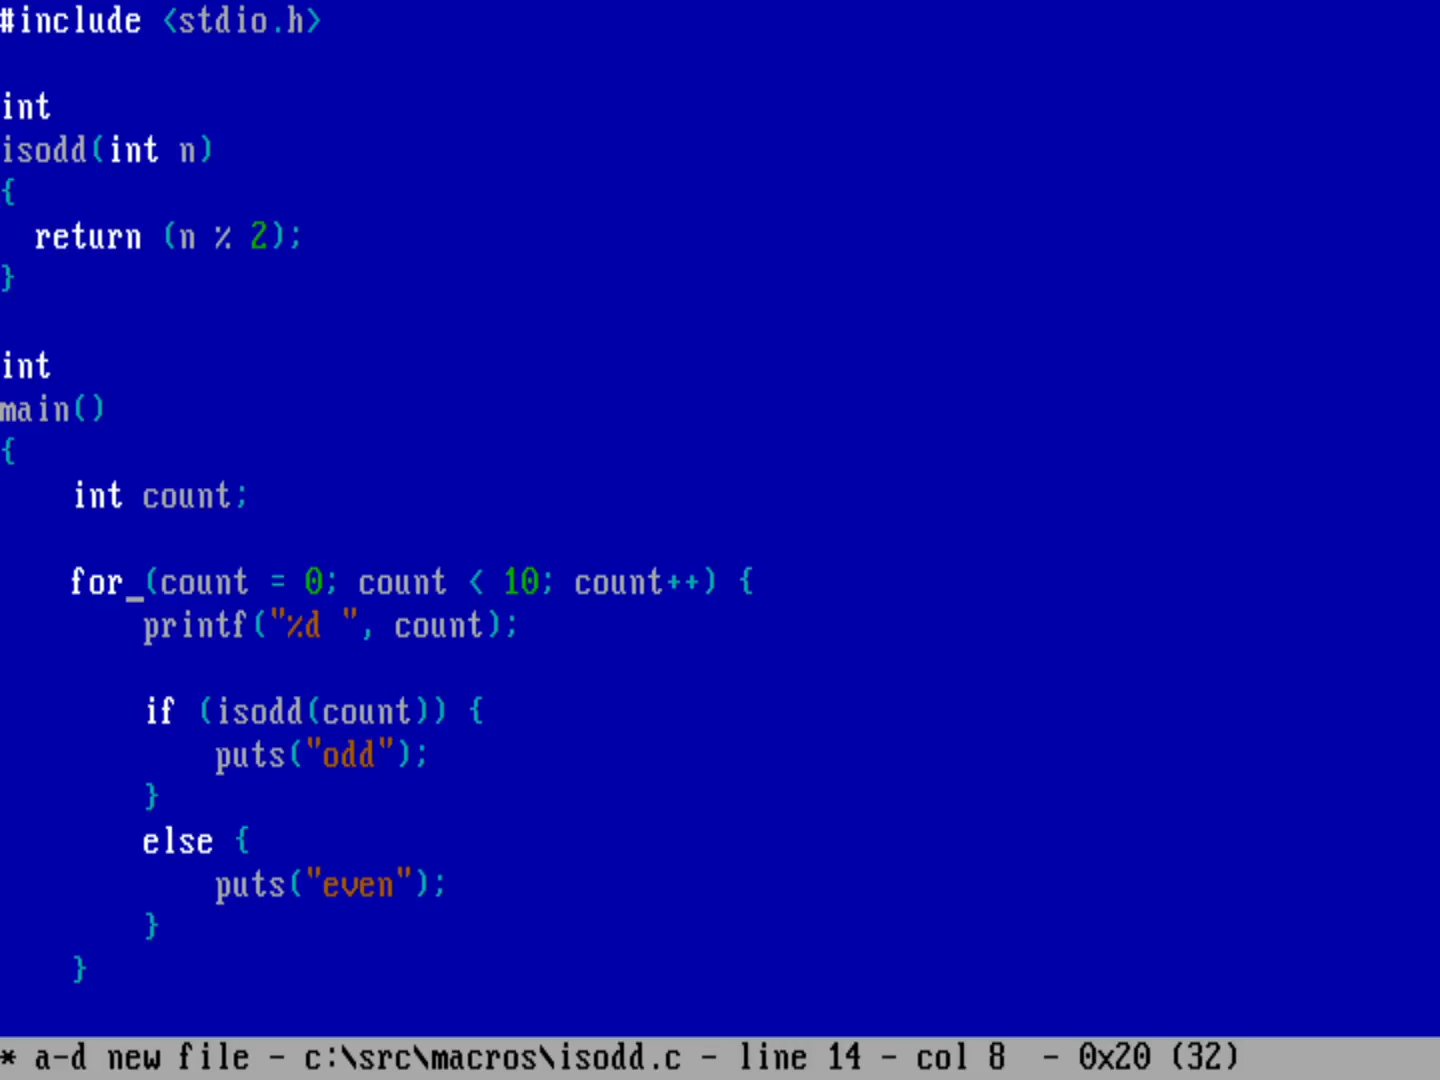 #include <stdio.h>

int
isodd(int n)
{
  return (n % 2);
}

int
main()
{
    int count;

    for_(count = 0; count < 10; count++) {
        printf("%d ", count);

        if (isodd(count)) {
            puts("odd");
        }
        else {
            puts("even");
        }
    }

* a-d new file - c:\src\macros\isodd.c - line 14 - col 8  - 0x20 (32)